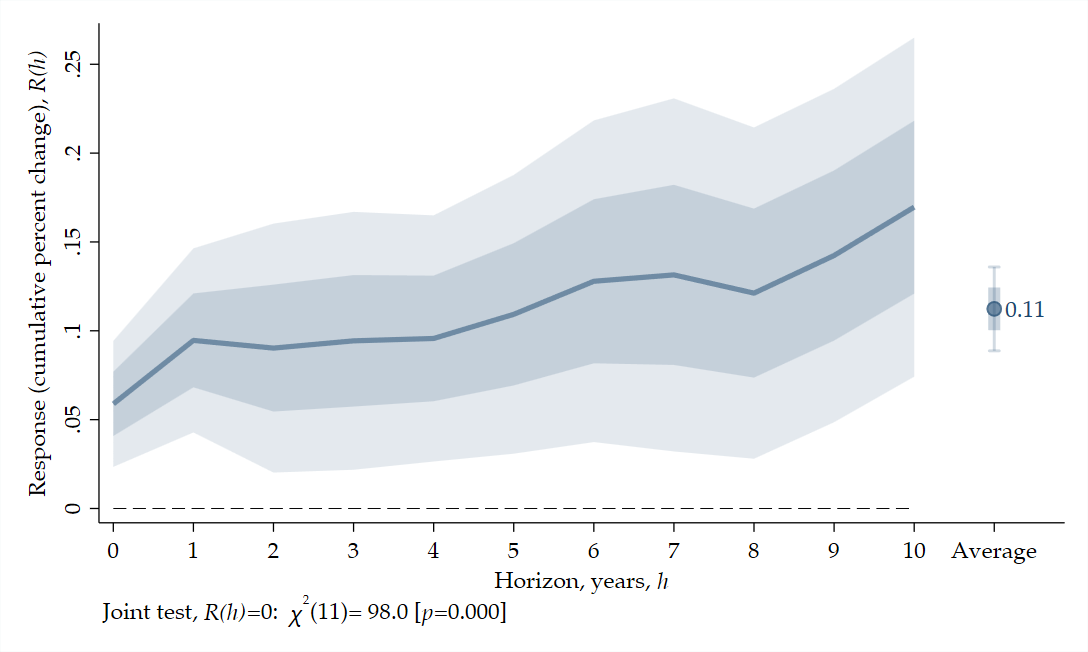 Response (cumulative percent change), R(h)
.25
.2
.15
.1
.05
0
0.11
0 1 2 3 4 5 6 7 8 9 10 Average
Horizon, years, h
Joint test, R(h)=0: χ²(11)= 98.0 [p=0.000]